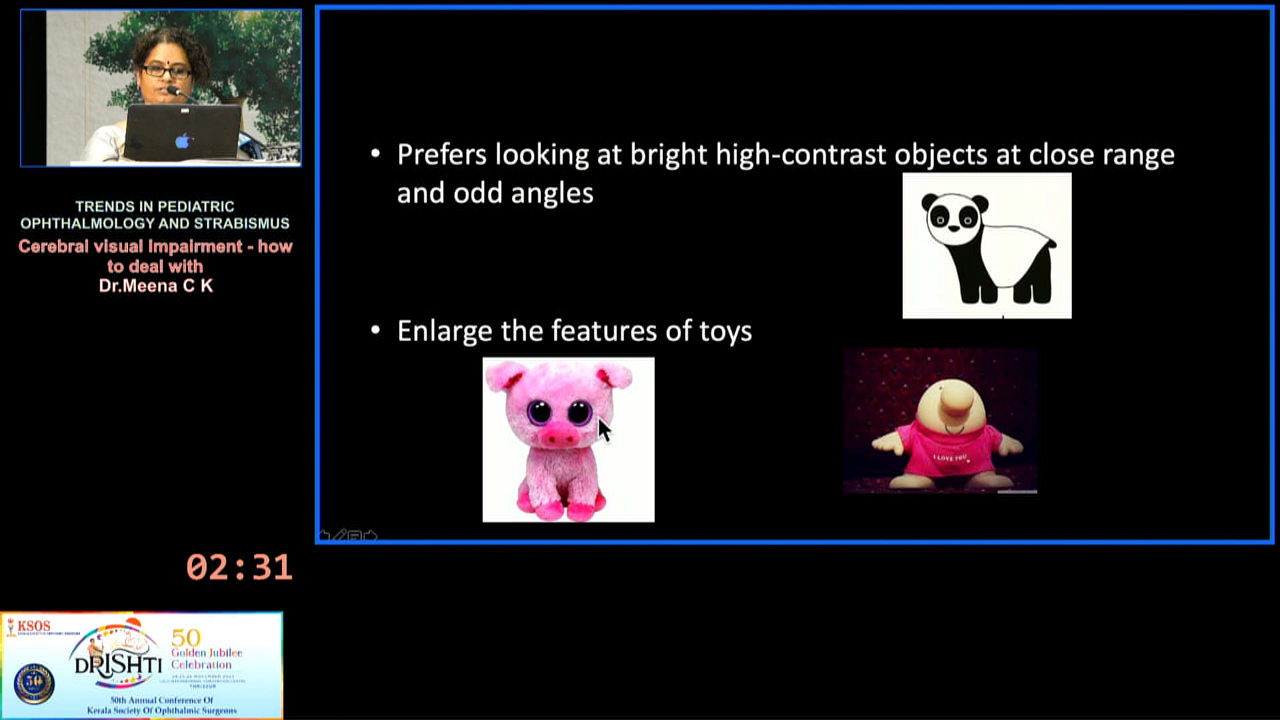 TRENDS IN PEDIATRIC
OPHTHALMOLOGY AND STRABISMUS
Cerebral visual Impairment - how
to deal with
Dr.Meena C K
• Prefers looking at bright high-contrast objects at close range
and odd angles
• Enlarge the features of toys
I LOVE YOU
02:31
KSOS
50
Golden Jubilee
Celebration
DRISHTI
THRISSUR
50
50th Annual Conference Of
Kerala Society Of Ophthalmic Surgeons